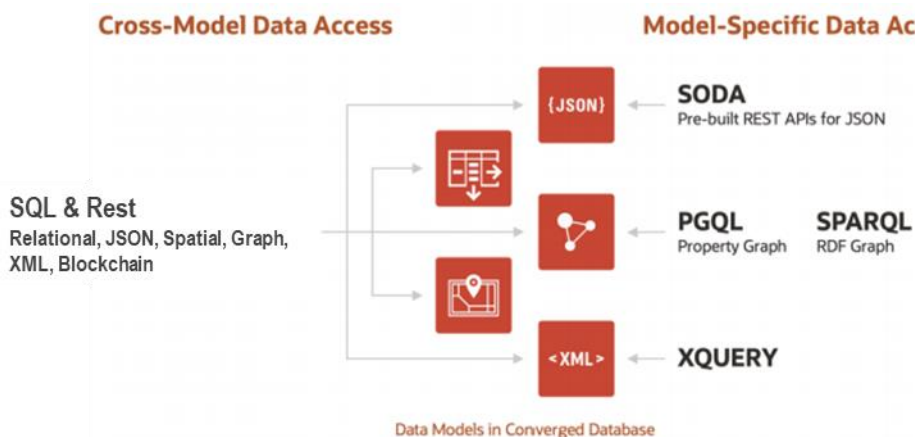 Cross-Model Data Access
Model-Specific Data Ac
{JSON}
SODA
Pre-built REST APIs for JSON
SQL & Rest
Relational, JSON, Spatial, Graph,
XML, Blockchain
PGQL
Property Graph
SPARQL
RDF Graph
<XML>
XQUERY
Data Models in Converged Database